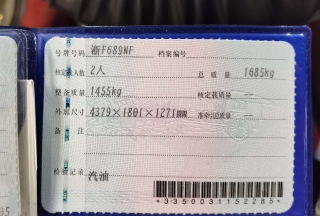 号牌号码 浙F689NF 档案编号
核定载人数 2人 总质量 1685kg
整备质量 1455kg 核定载质量 --
外廓尺寸 4379×1801×1271mm 准牵引总质量 --
备注
检验记录 汽油
*3350031152285*